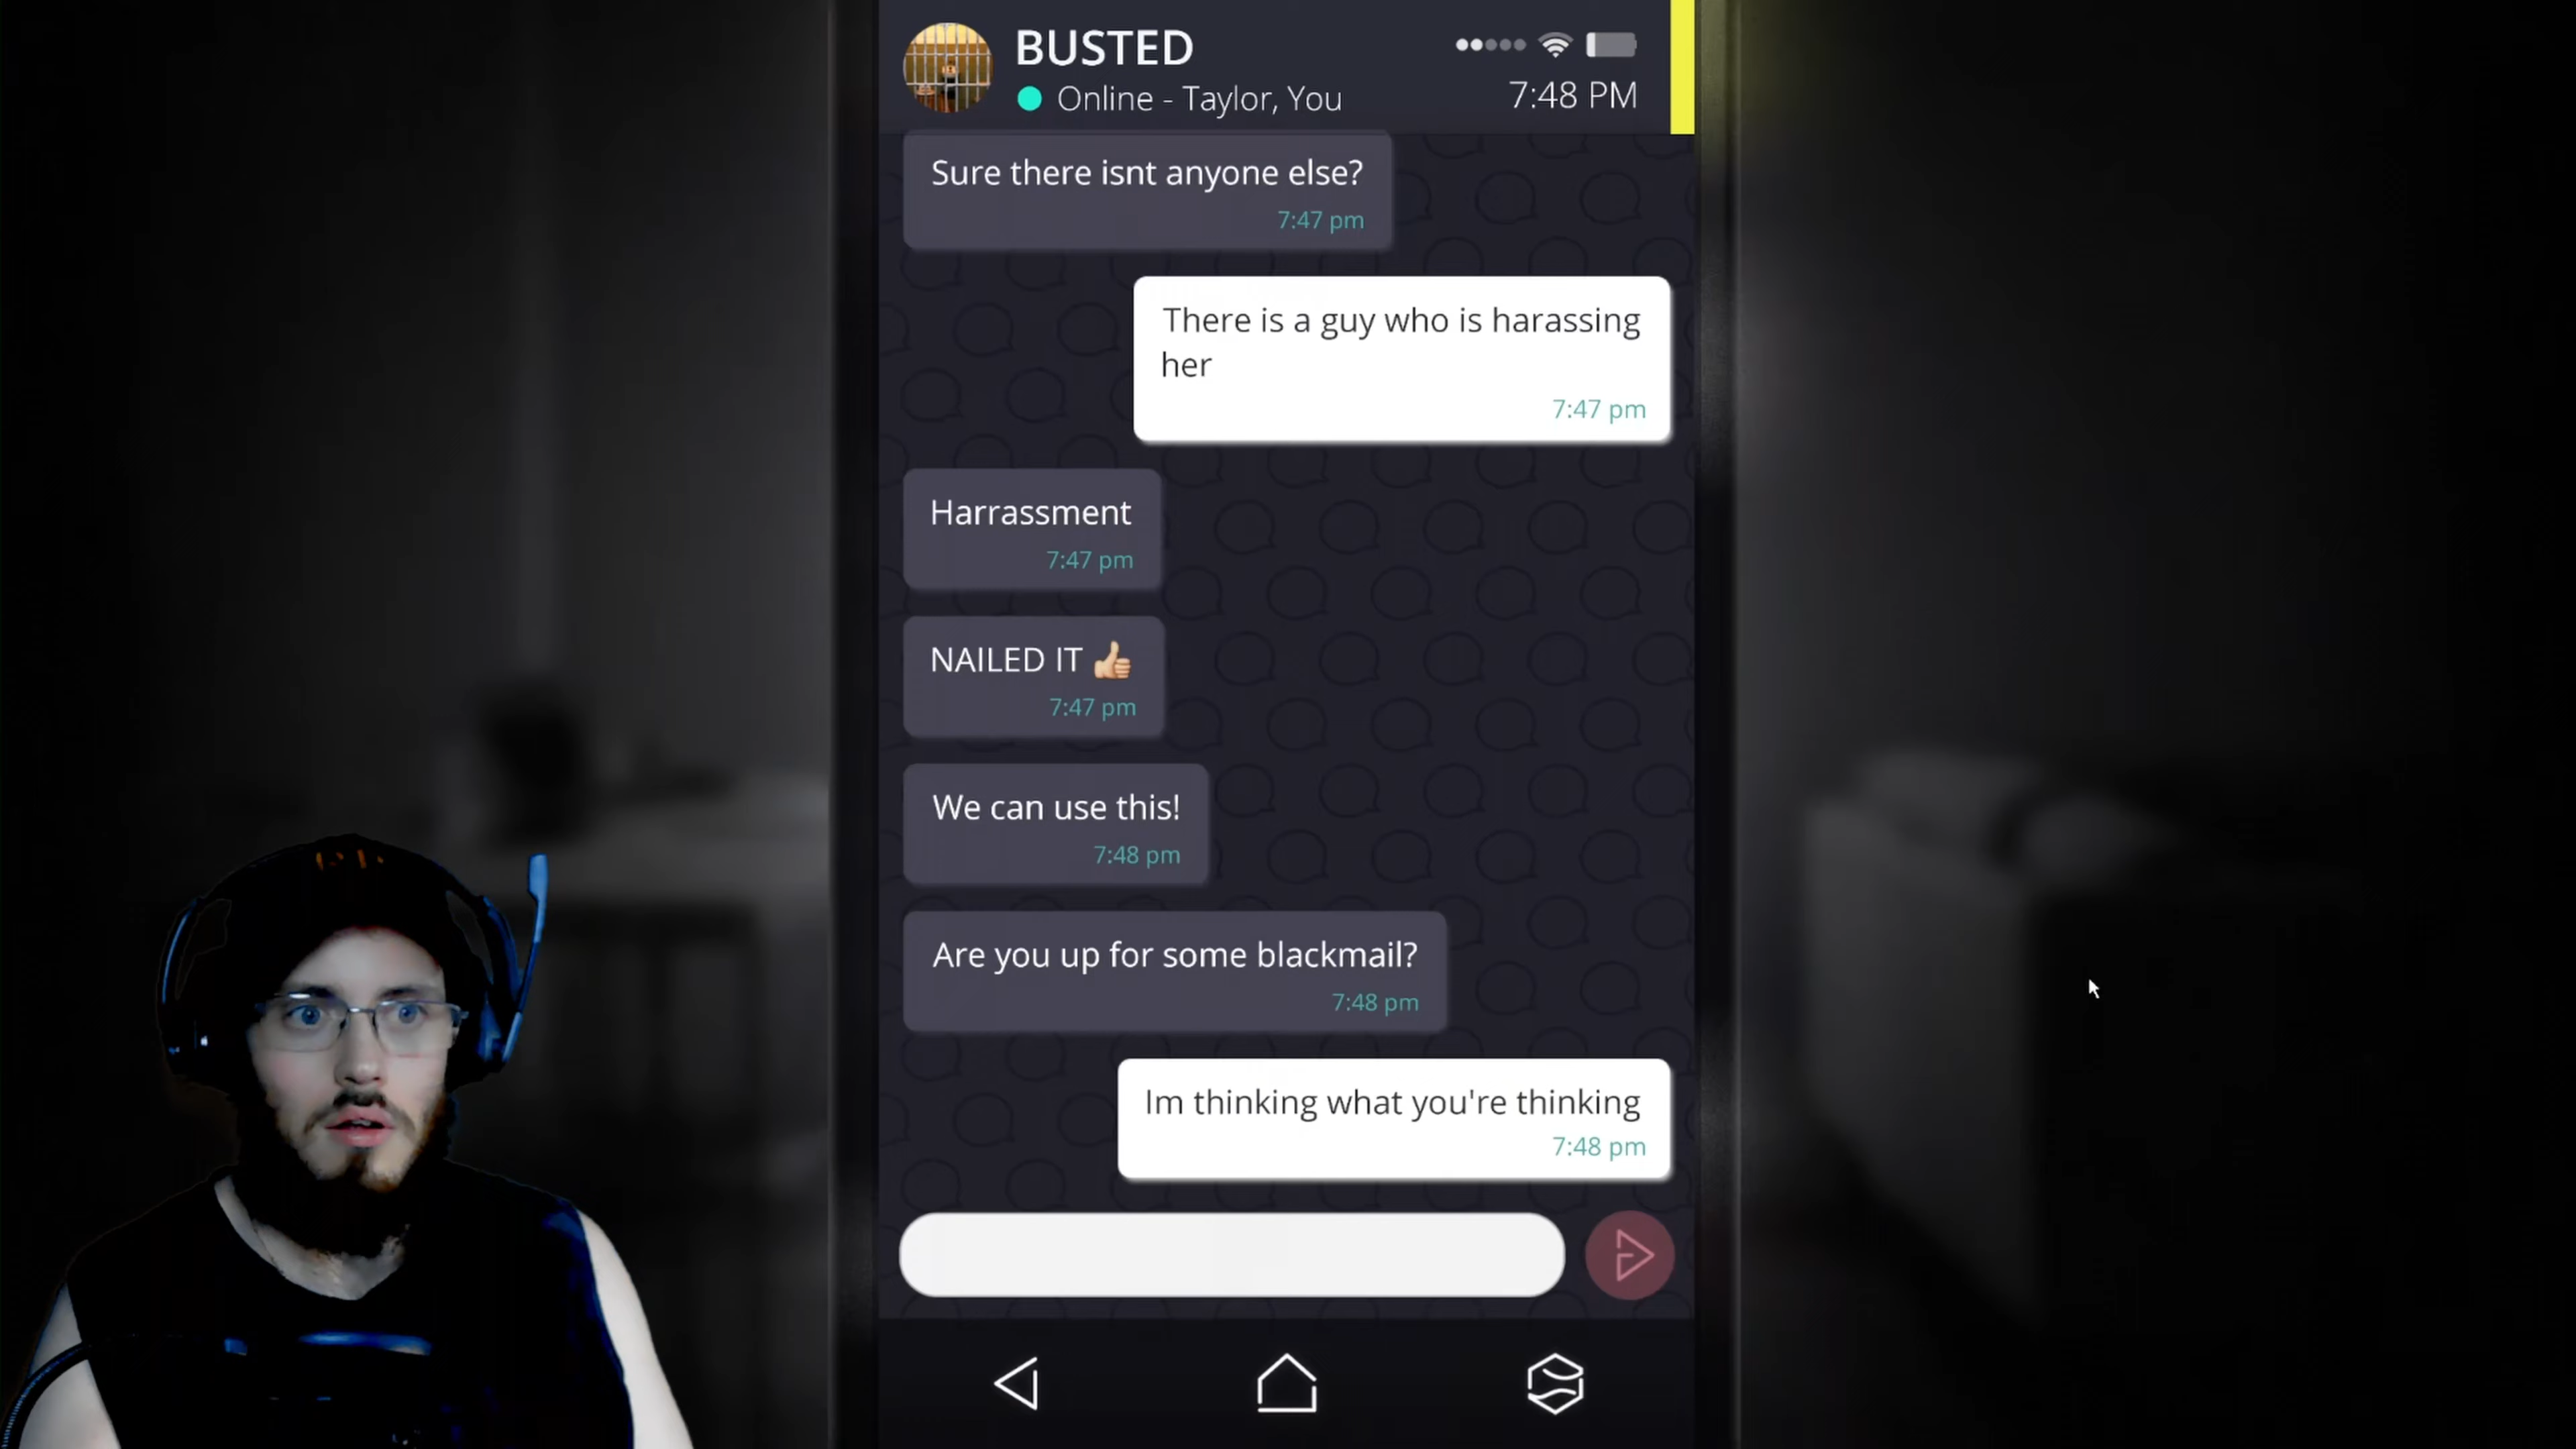 BUSTED
Online - Taylor, You
7:48 PM
Sure there isnt anyone else?
7:47 pm
There is a guy who is harassing
her
7:47 pm
Harrassment
7:47 pm
NAILED IT 👍
7:47 pm
We can use this!
7:48 pm
Are you up for some blackmail?
7:48 pm
Im thinking what you're thinking
7:48 pm